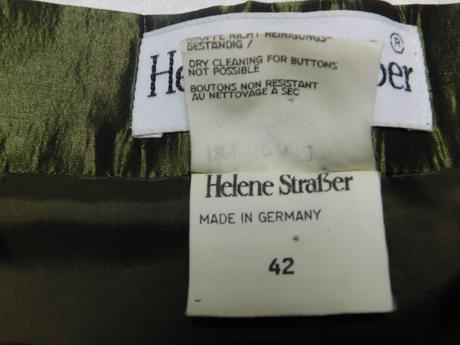 KNÖPFE NICHT REINIGUNGS-
BESTÄNDIG /
DRY CLEANING FOR BUTTONS
NOT POSSIBLE
BOUTONS NON RESISTANT
AU NETTOYAGE A SEC
®
Helene Straßer
MADE IN GERMANY
42